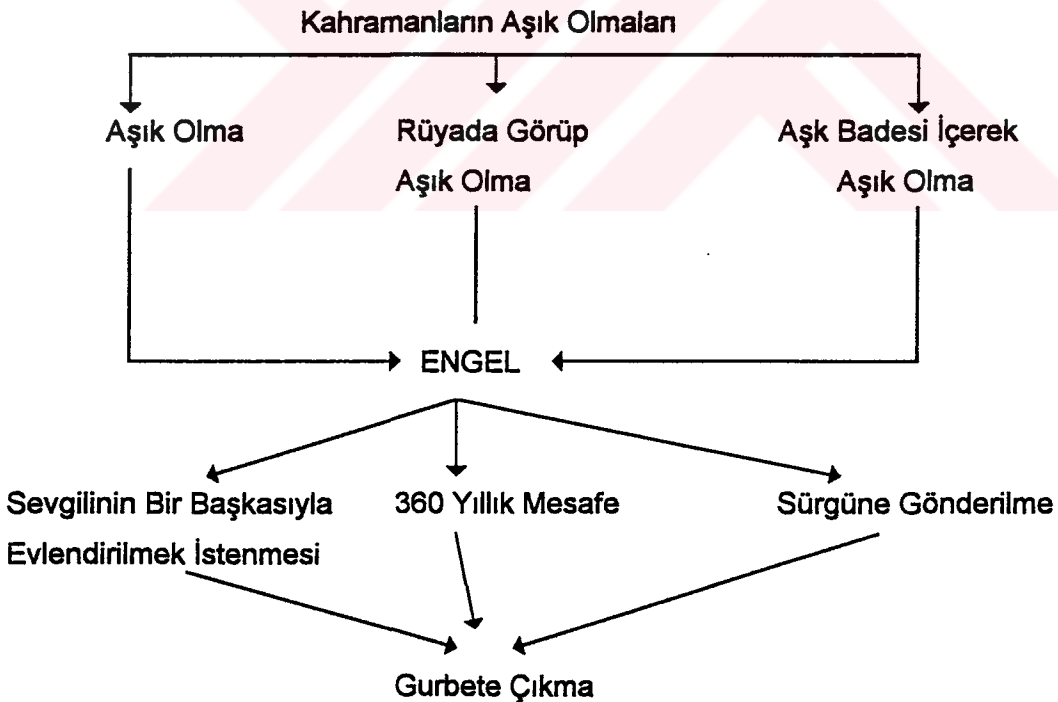 Kahramanların Aşık Olmaları
Aşık Olma
Rüyada Görüp
Aşık Olma
Aşk Badesi İçerek
Aşık Olma
ENGEL
Sevgilinin Bir Başkasıyla
Evlendirilmek İstenmesi
360 Yıllık Mesafe
Sürgüne Gönderilme
Gurbete Çıkma